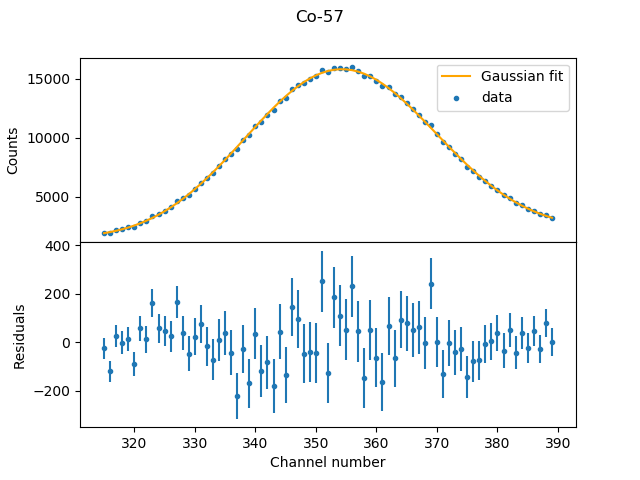 Co-57
Counts
15000
10000
5000
Gaussian fit
data
Residuals
400
200
0
−200
320 330 340 350 360 370 380 390
Channel number